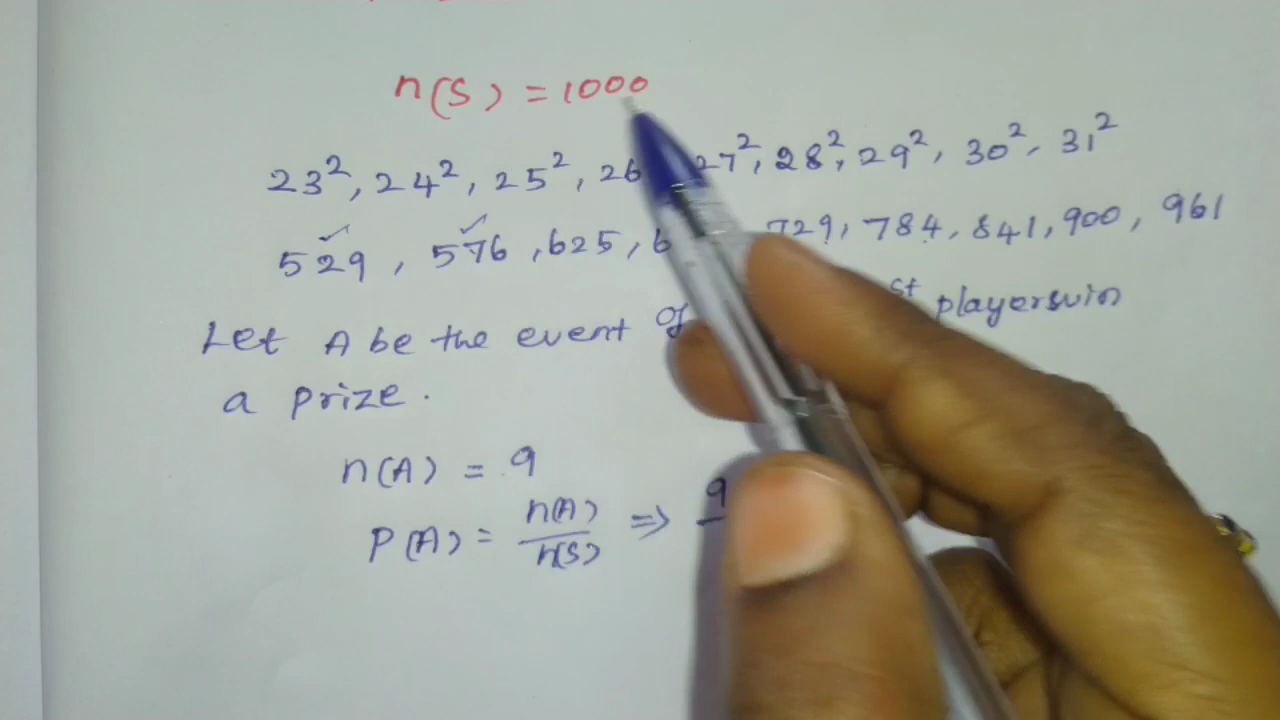 n(S) = 1000
23², 24², 25², 26 27², 28², 29², 30², 31²
529, 576, 625, 6 729, 784, 841, 900, 961
Let A be the event of st players win
a prize.
n(A) = 9
P(A) = n(A)/n(S) ⇒ 9